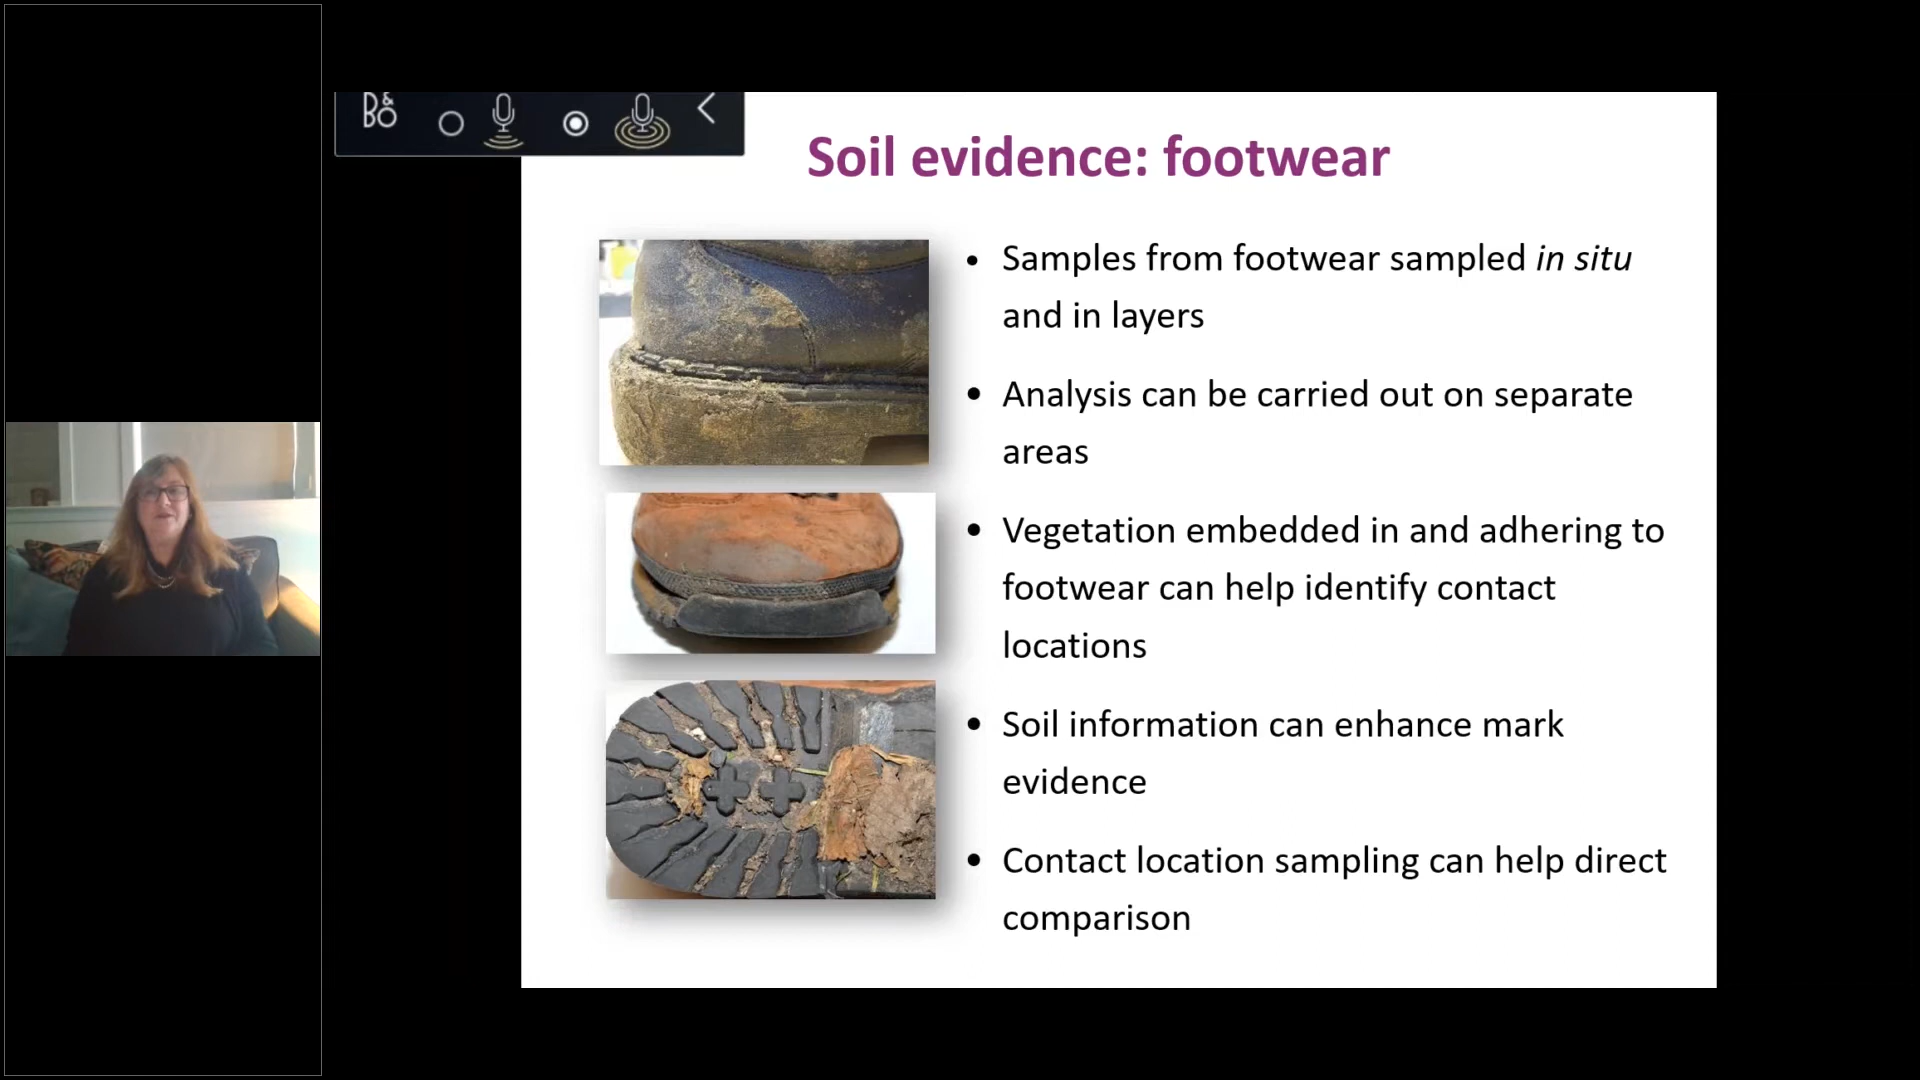 B&O
Soil evidence: footwear
• Samples from footwear sampled in situ
and in layers
• Analysis can be carried out on separate
areas
• Vegetation embedded in and adhering to
footwear can help identify contact
locations
• Soil information can enhance mark
evidence
• Contact location sampling can help direct
comparison